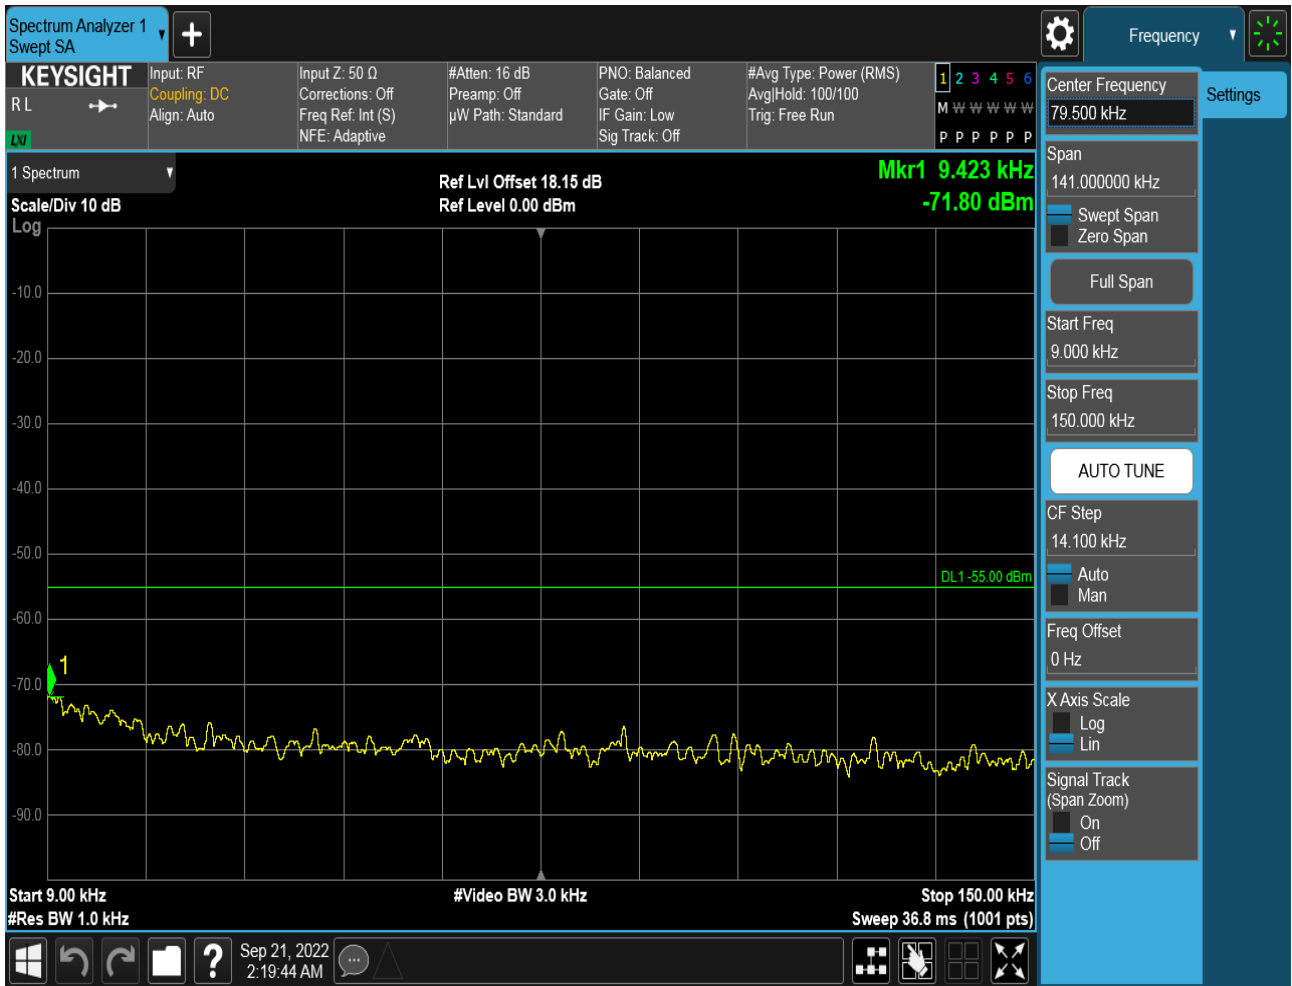 Spectrum Analyzer 1
Swept SA
Frequency
KEYSIGHT
R L
LXI
Input: RF
Coupling: DC
Align: Auto
Input Z: 50 Ω
Corrections: Off
Freq Ref: Int (S)
NFE: Adaptive
#Atten: 16 dB
Preamp: Off
µW Path: Standard
PNO: Balanced
Gate: Off
IF Gain: Low
Sig Track: Off
#Avg Type: Power (RMS)
Avg|Hold: 100/100
Trig: Free Run
1 2 3 4 5 6
M W W W W W
P P P P P P
1 Spectrum
Scale/Div 10 dB
Log
Ref Lvl Offset 18.15 dB
Ref Level 0.00 dBm
Mkr1 9.423 kHz
-71.80 dBm
-10.0
-20.0
-30.0
-40.0
-50.0
DL1 -55.00 dBm
-60.0
1
-70.0
-80.0
-90.0
Start 9.00 kHz
#Video BW 3.0 kHz
Stop 150.00 kHz
#Res BW 1.0 kHz
Sweep 36.8 ms (1001 pts)
?
Sep 21, 2022
2:19:44 AM
Center Frequency
79.500 kHz
Settings
Span
141.000000 kHz
Swept Span
Zero Span
Full Span
Start Freq
9.000 kHz
Stop Freq
150.000 kHz
AUTO TUNE
CF Step
14.100 kHz
Auto
Man
Freq Offset
0 Hz
X Axis Scale
Log
Lin
Signal Track
(Span Zoom)
On
Off